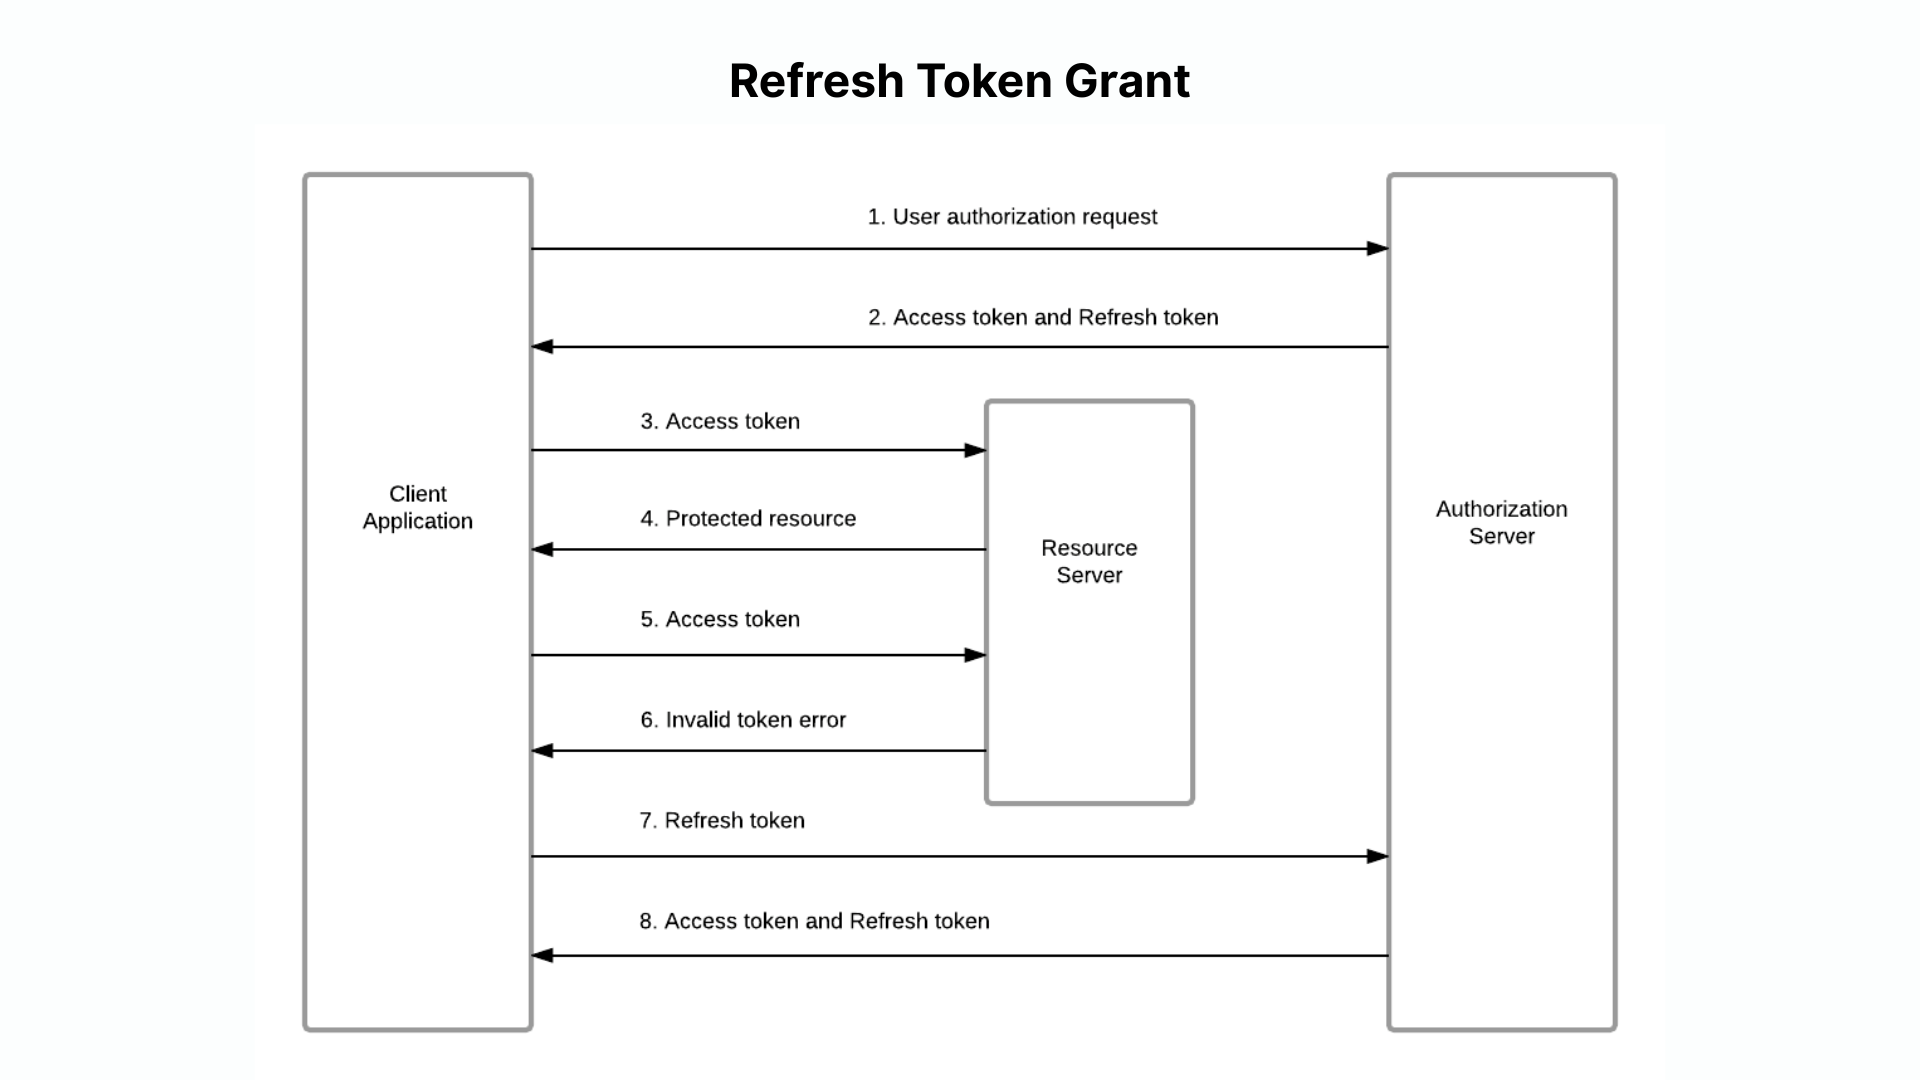 Refresh Token Grant
1. User authorization request
2. Access token and Refresh token
3. Access token
Client
Application
4. Protected resource
Resource
Server
Authorization
Server
5. Access token
6. Invalid token error
7. Refresh token
8. Access token and Refresh token